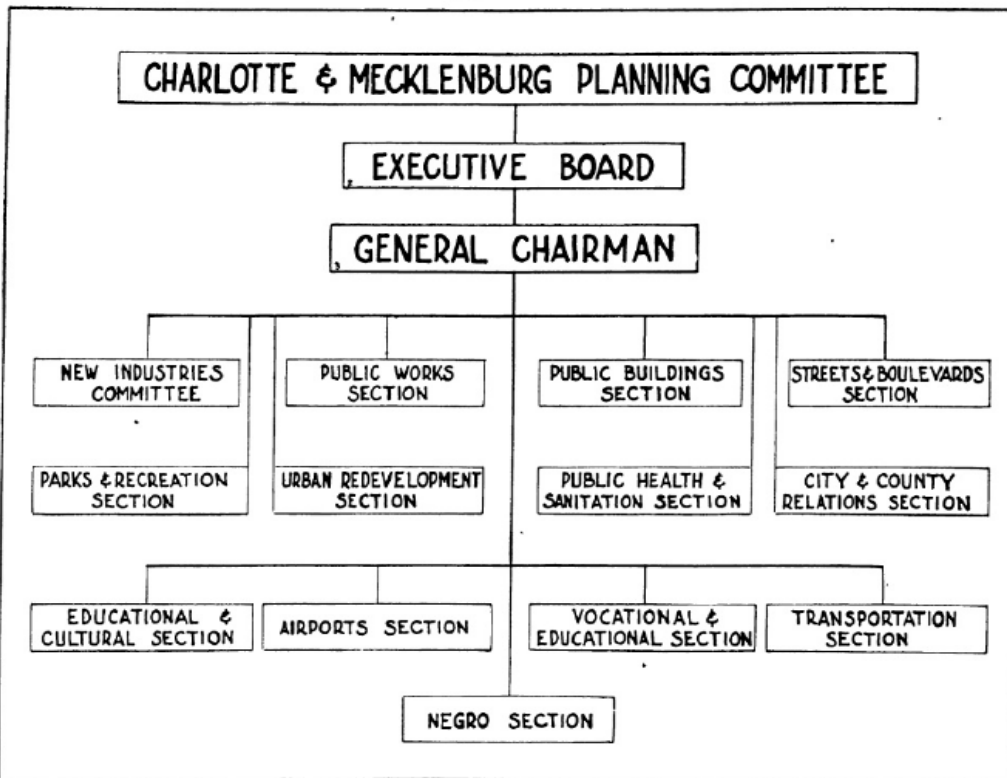 CHARLOTTE & MECKLENBURG PLANNING COMMITTEE
EXECUTIVE BOARD
GENERAL CHAIRMAN
NEW INDUSTRIES
COMMITTEE
PUBLIC WORKS
SECTION
PUBLIC BUILDINGS
SECTION
STREETS & BOULEVARDS
SECTION
PARKS & RECREATION
SECTION
URBAN REDEVELOPMENT
SECTION
PUBLIC HEALTH &
SANITATION SECTION
CITY & COUNTY
RELATIONS SECTION
EDUCATIONAL &
CULTURAL SECTION
AIRPORTS SECTION
VOCATIONAL &
EDUCATIONAL SECTION
TRANSPORTATION
SECTION
NEGRO SECTION